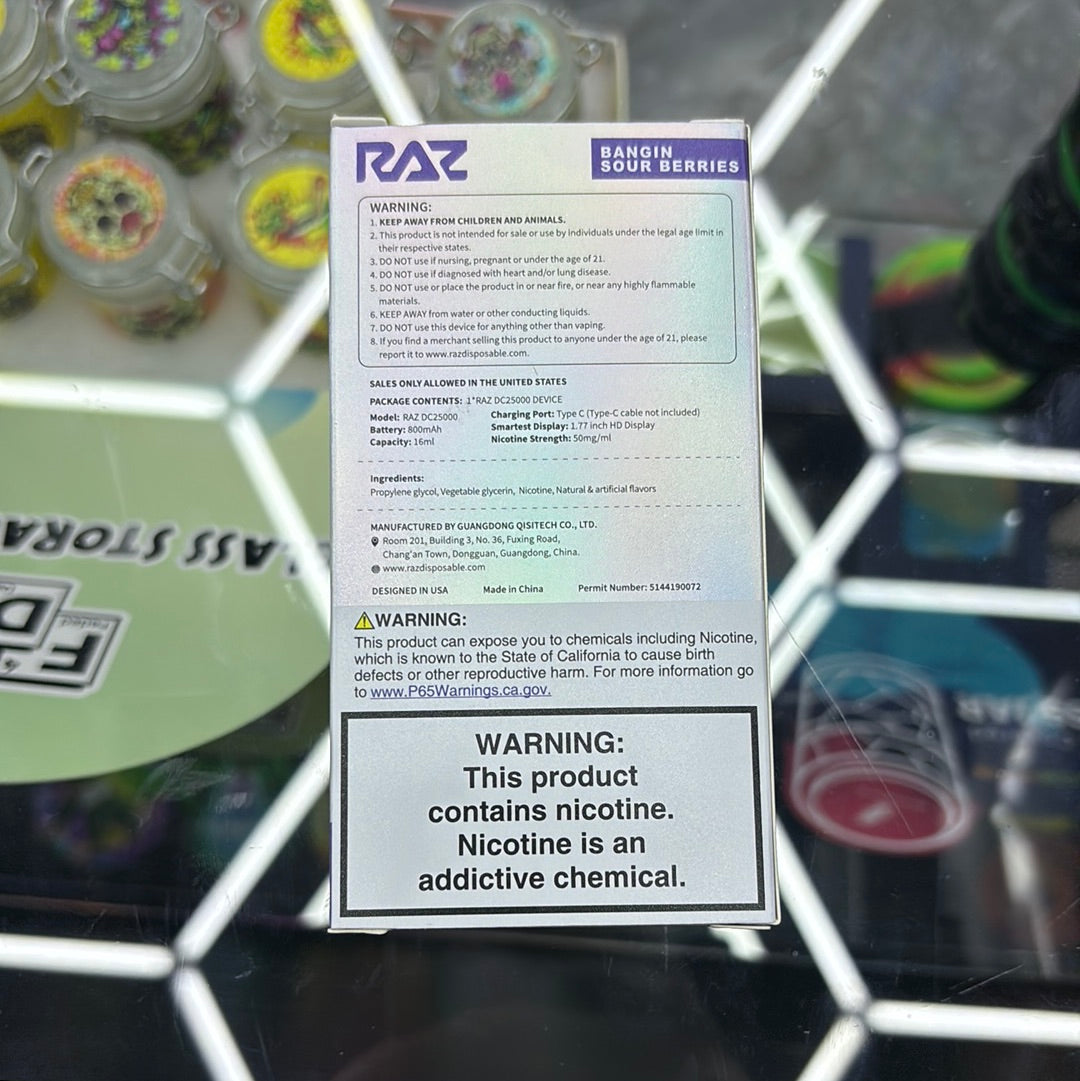 RAZ
BANGIN
SOUR BERRIES
WARNING:
1. KEEP AWAY FROM CHILDREN AND ANIMALS.
2. This product is not intended for sale or use by individuals under the legal age limit in
their respective states.
3. DO NOT use if nursing, pregnant or under the age of 21.
4. DO NOT use if diagnosed with heart and/or lung disease.
5. DO NOT use or place the product in or near fire, or near any highly flammable
materials.
6. KEEP AWAY from water or other conducting liquids.
7. DO NOT use this device for anything other than vaping.
8. If you find a merchant selling this product to anyone under the age of 21, please
report it to www.razdisposable.com.
SALES ONLY ALLOWED IN THE UNITED STATES
PACKAGE CONTENTS: 1*RAZ DC25000 DEVICE
Model: RAZ DC25000
Battery: 800mAh
Capacity: 16ml
Charging Port: Type C (Type-C cable not included)
Smartest Display: 1.77 inch HD Display
Nicotine Strength: 50mg/ml
Ingredients:
Propylene glycol, Vegetable glycerin, Nicotine, Natural & artificial flavors
MANUFACTURED BY GUANGDONG QISITECH CO., LTD.
Room 201, Building 3, No. 36, Fuxing Road,
Chang'an Town, Dongguan, Guangdong, China.
www.razdisposable.com
DESIGNED IN USA Made in China Permit Number: 5144190072
WARNING:
This product can expose you to chemicals including Nicotine,
which is known to the State of California to cause birth
defects or other reproductive harm. For more information go
to www.P65Warnings.ca.gov.
WARNING:
This product
contains nicotine.
Nicotine is an
addictive chemical.